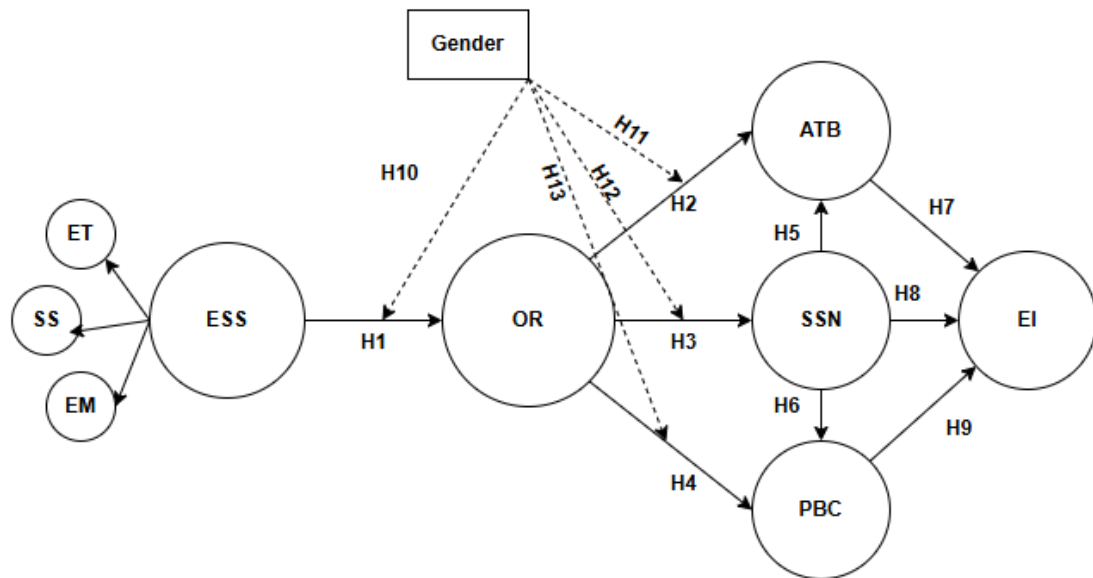 Gender
H11
H10
H13
H12
ATB
H2
H7
ET
H5
SS
ESS
H1
OR
H3
SSN
H8
EI
EM
H6
H9
H4
PBC